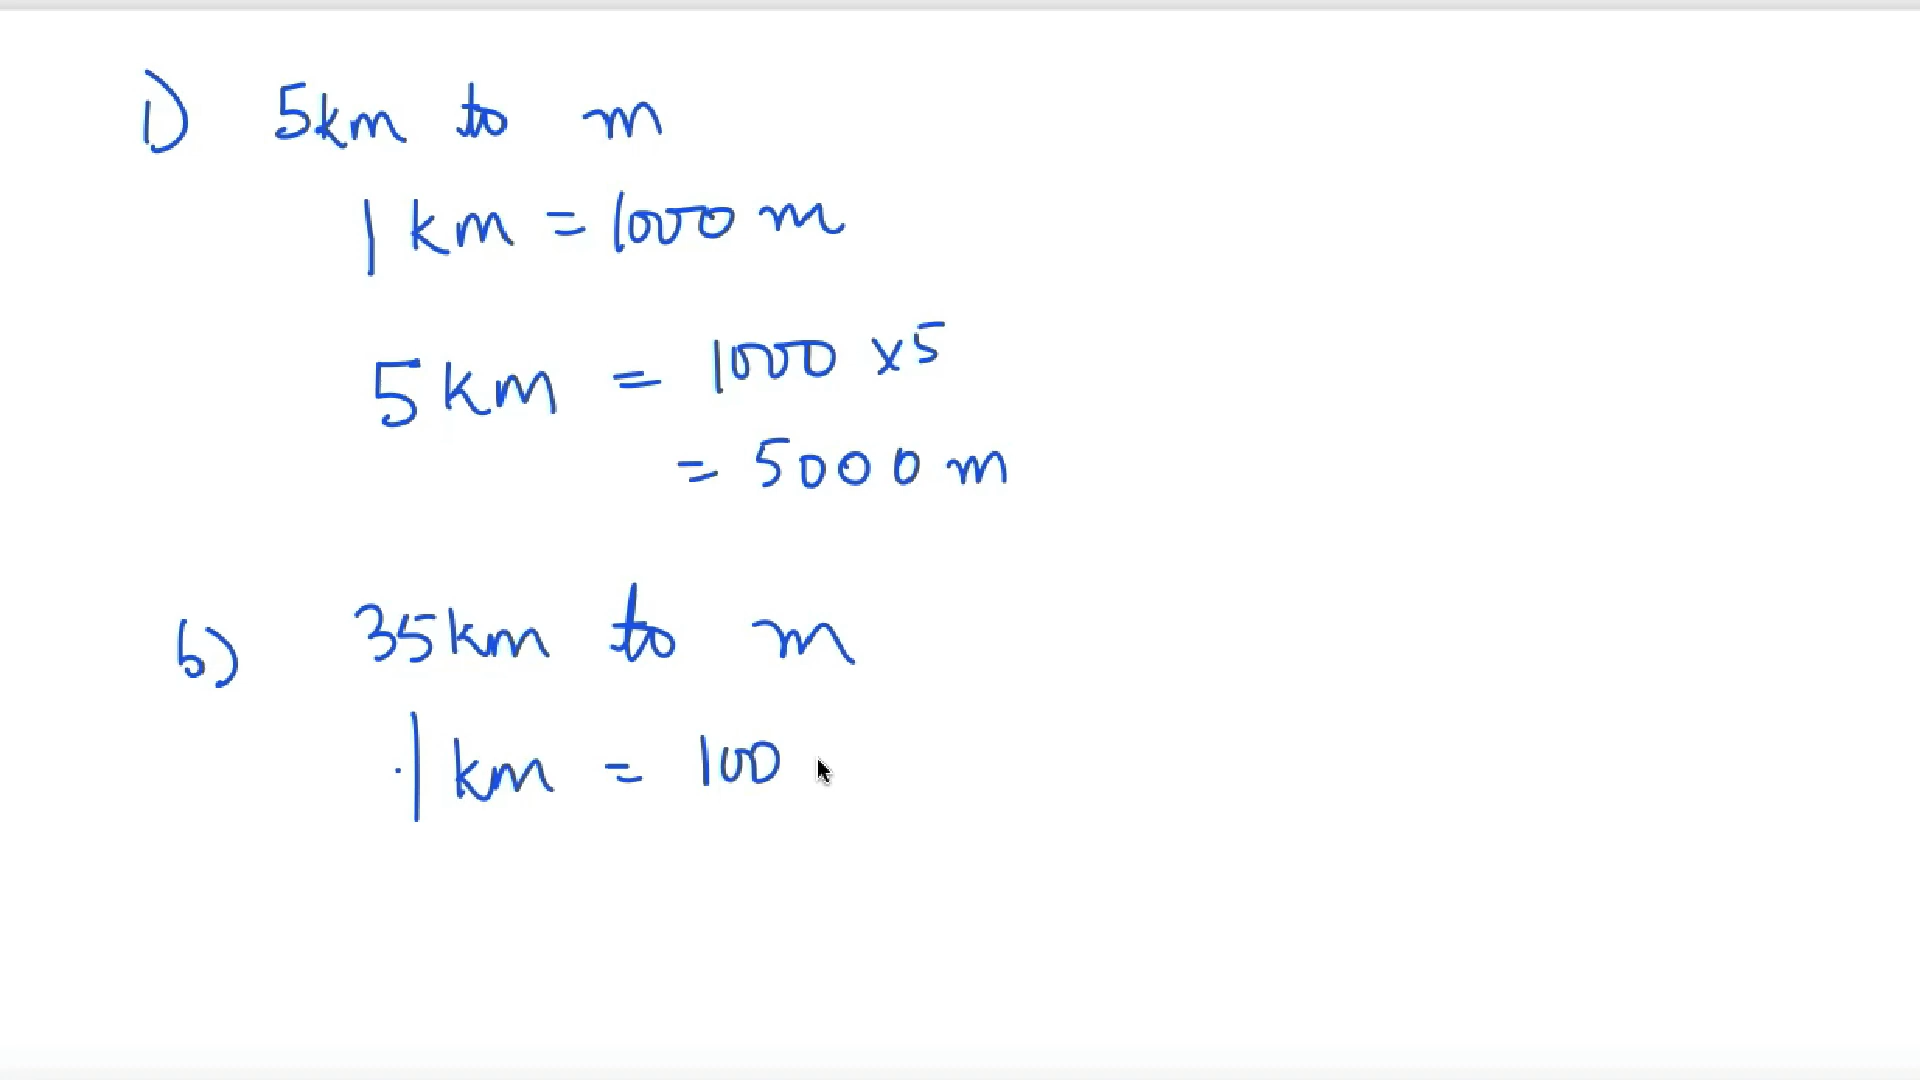 1) 5km to m
1 km = 1000 m
5 km = 1000 x5
= 5000 m
b) 35km to m
1 km = 100